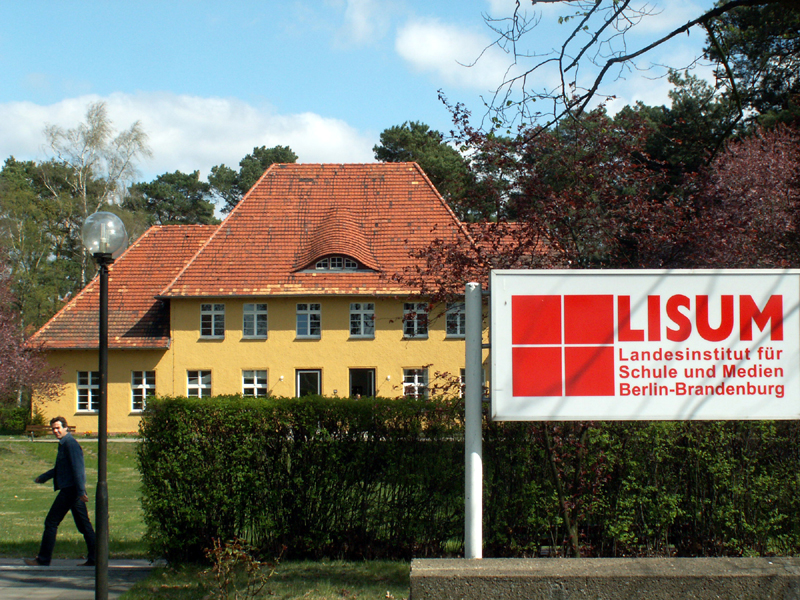 LISUM
Landesinstitut für
Schule und Medien
Berlin-Brandenburg